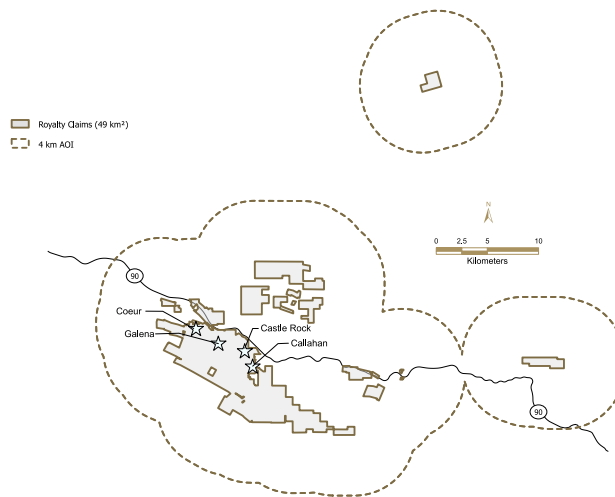 Royalty Claims (49 km²)
4 km AOI
N
0 2.5 5 10
Kilometers
90
Coeur
Galena
Castle Rock
Callahan
90